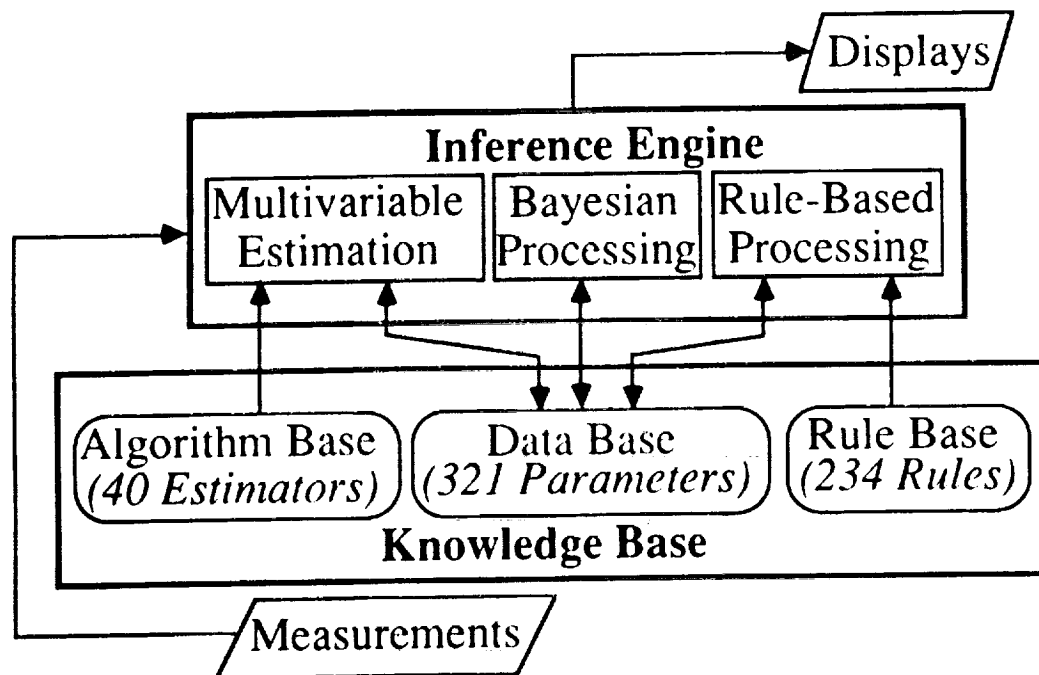 Displays
Inference Engine
Multivariable
Estimation
Bayesian
Processing
Rule-Based
Processing
Algorithm Base
(40 Estimators)
Data Base
(321 Parameters)
Rule Base
(234 Rules)
Knowledge Base
Measurements